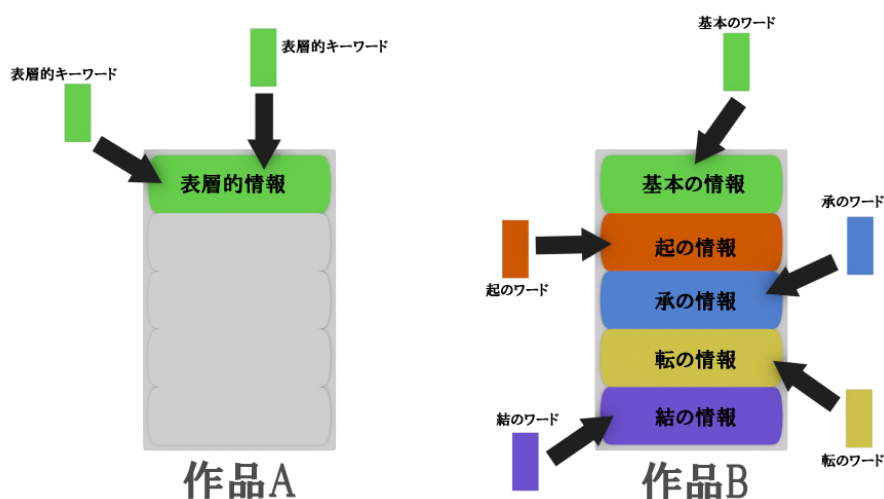 表層的キーワード
表層的キーワード
表層的情報
作品A
基本のワード
基本の情報
承のワード
起の情報
起のワード
承の情報
転の情報
結のワード
結の情報
転のワード
作品B